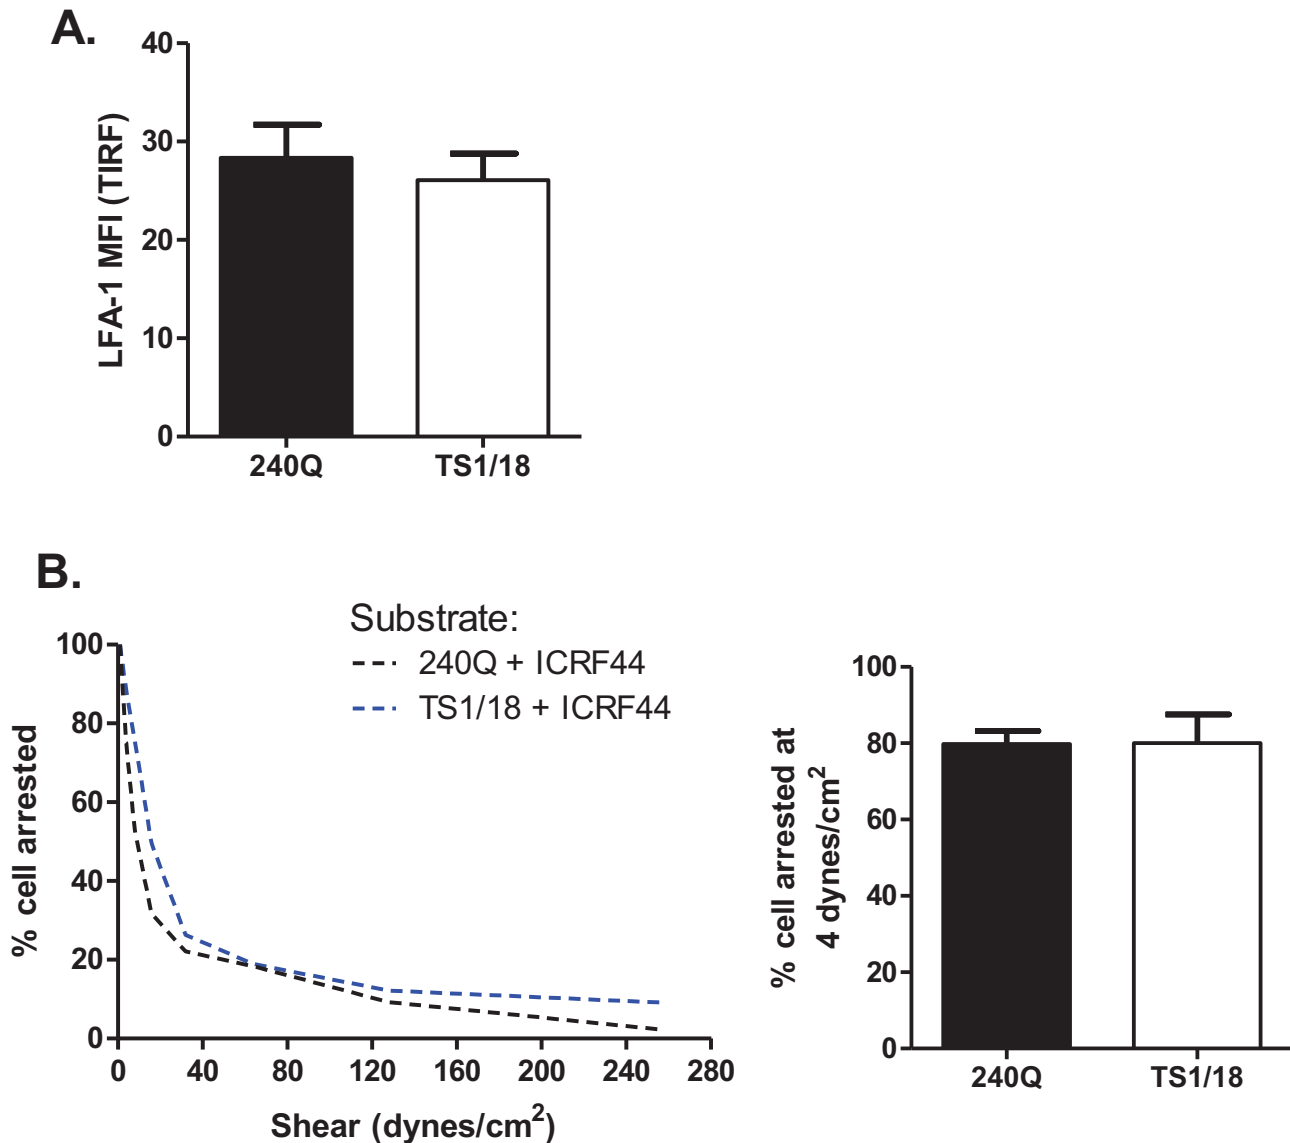 A.
40
30
20
10
0
LFA-1 MFI (TIRF)
240Q
TS1/18
B.
Substrate:
240Q + ICRF44
TS1/18 + ICRF44
100
80
60
40
20
0
% cell arrested
0
40
80
120
160
200
240
280
Shear (dynes/cm²)
100
80
60
40
20
0
% cell arrested at
4 dynes/cm²
240Q
TS1/18